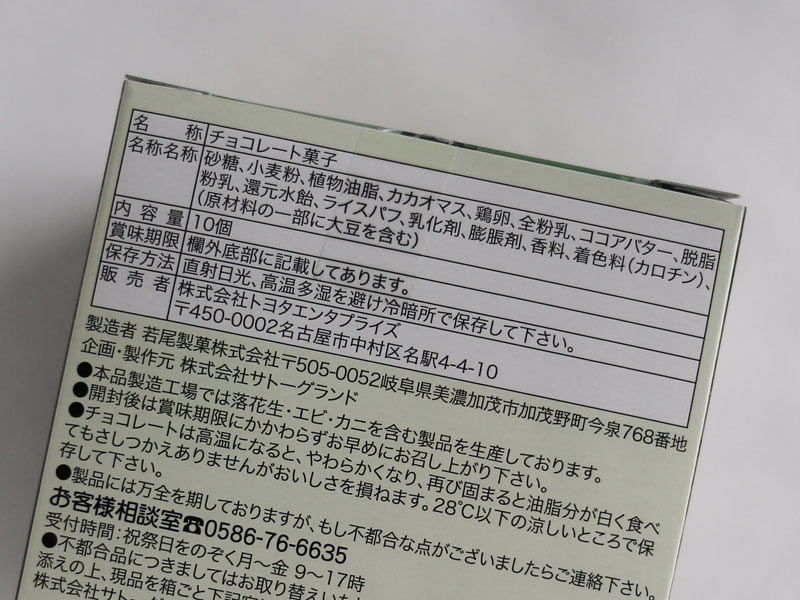 名称 チョコレート菓子
名称名称 砂糖、小麦粉、植物油脂、カカオマス、鶏卵、全粉乳、ココアバター、脱脂
粉乳、還元水飴、ライスパフ、乳化剤、膨脹剤、香料、着色料(カロチン)、
(原材料の一部に大豆を含む)
内容量 10個
賞味期限 欄外底部に記載してあります。
保存方法 直射日光、高温多湿を避け冷暗所で保存して下さい。
販売者 株式会社トヨタエンタプライズ
〒450-0002名古屋市中村区名駅4-4-10
製造者 若尾製菓株式会社〒505-0052岐阜県美濃加茂市加茂野町今泉768番地
企画・製作元 株式会社サトーグランド
●本品製造工場では落花生・エビ・カニを含む製品を生産しております。
●開封後は賞味期限にかかわらずお早めにお召し上がり下さい。
●チョコレートは高温になると、やわらかくなり、再び固まると油脂分が白く食べ
てもさしつかえありませんがおいしさを損ねます。28℃以下の涼しいところで保
存して下さい。
●製品には万全を期しておりますが、もし不都合な点がございましたらご連絡下さい。
お客様相談室☎0586-76-6635
受付時間:祝祭日をのぞく月〜金 9〜17時
●不都合品につきましてはお取替えいた
添えの上、現品を箱ごと下記
株式会社サトーグ